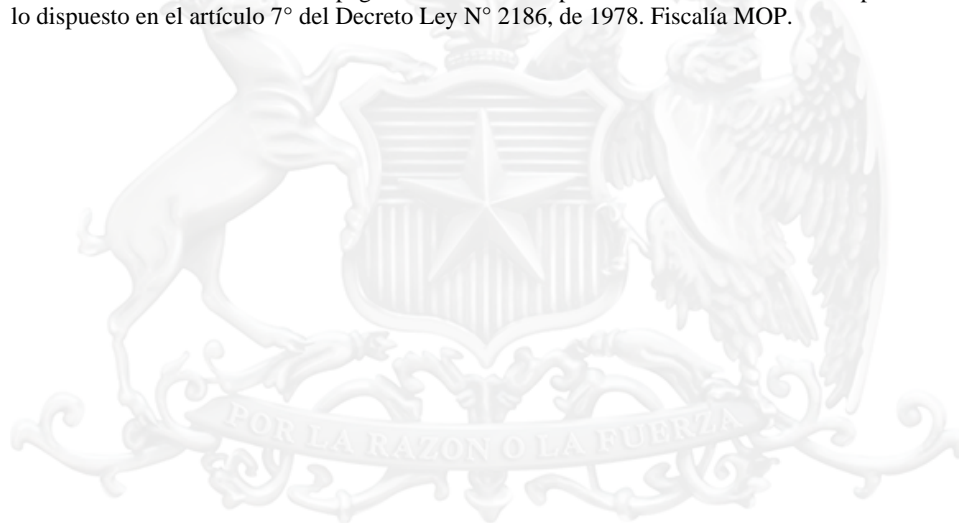 lo dispuesto en el artículo 7° del Decreto Ley N° 2186, de 1978. Fiscalía MOP.
POR LA RAZON O LA FUERZA